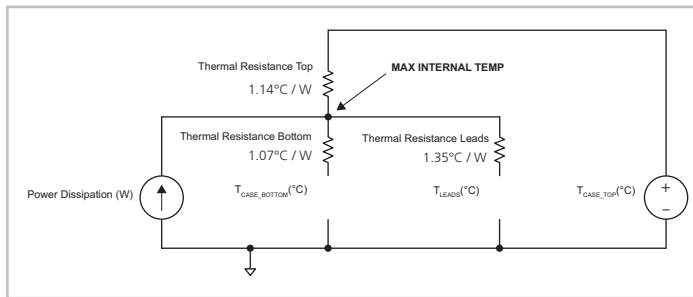 Thermal Resistance Top
1.14°C / W
MAX INTERNAL TEMP
Thermal Resistance Bottom
1.07°C / W
Thermal Resistance Leads
1.35°C / W
Power Dissipation (W)
T_CASE_BOTTOM(°C)
T_LEADS(°C)
T_CASE_TOP(°C)
+
–